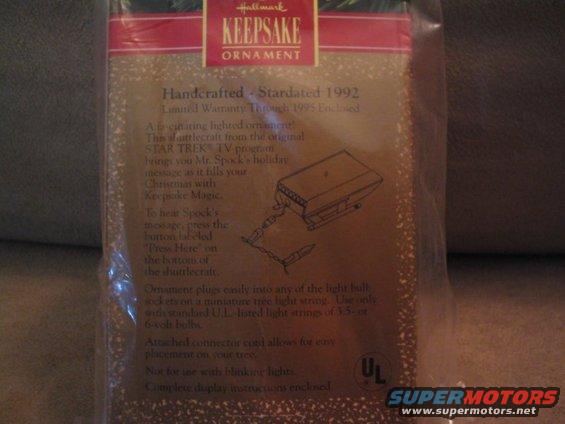 Hallmark
KEEPSAKE
ORNAMENT
Handcrafted - Stardated 1992
Limited Warranty Through 1995 Enclosed
A fascinating lighted ornament!
This shuttlecraft from the original
STAR TREK® TV program
brings you Mr. Spock's holiday
message as it fills your
Christmas with
Keepsake Magic.
To hear Spock's
message, press the
button labeled
"Press Here" on
the bottom of
the shuttlecraft.
Ornament plugs easily into any of the light bulb
sockets on a miniature tree light string. Use only
with standard U.L.-listed light strings of 3.5- or
6-volt bulbs.
Attached connector cord allows for easy
placement on your tree.
Not for use with blinking lights.
Complete display instructions enclosed.
UL
®
SUPERMOTORS
www.supermotors.net